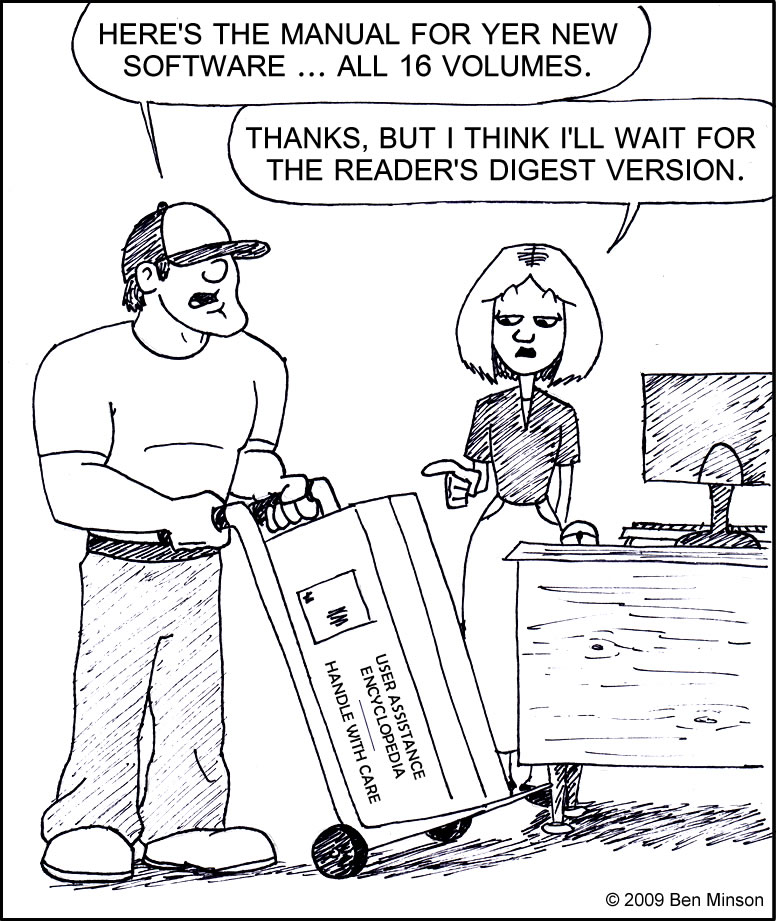 HERE'S THE MANUAL FOR YER NEW
SOFTWARE ... ALL 16 VOLUMES.
THANKS, BUT I THINK I'LL WAIT FOR
THE READER'S DIGEST VERSION.
USER ASSISTANCE
ENCYCLOPEDIA
HANDLE WITH CARE
© 2009 Ben Minson